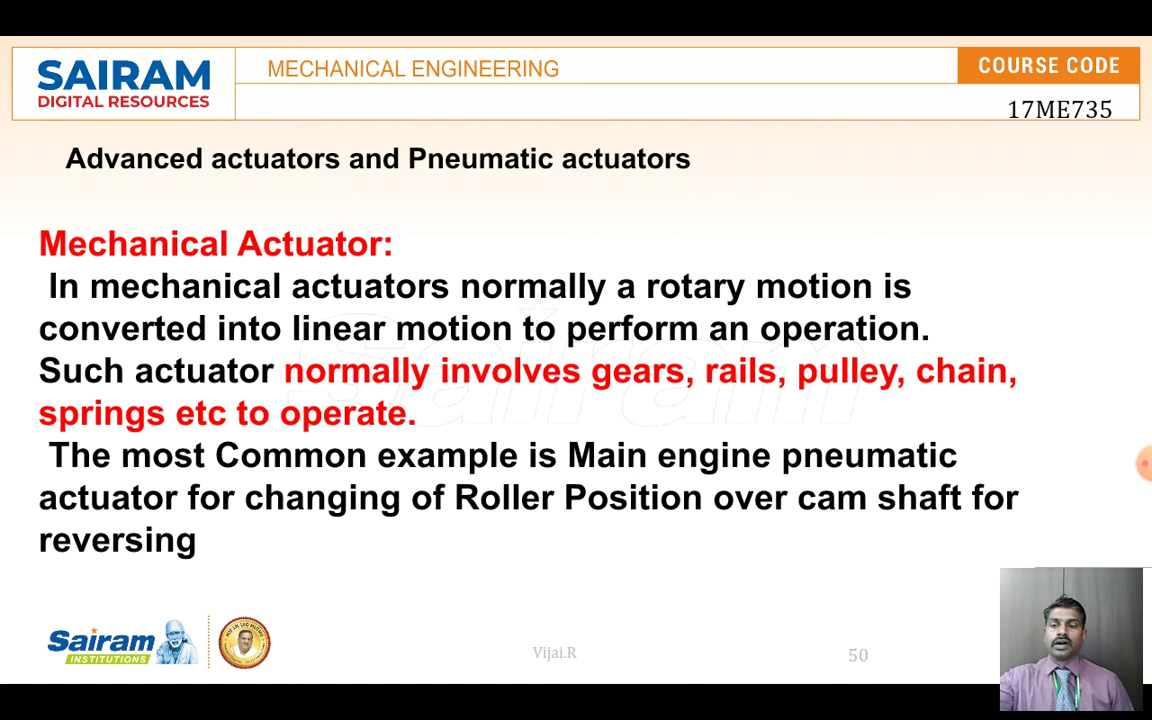 SAIRAM
DIGITAL RESOURCES
MECHANICAL ENGINEERING
COURSE CODE
17ME735
Advanced actuators and Pneumatic actuators
Mechanical Actuator:
In mechanical actuators normally a rotary motion is
converted into linear motion to perform an operation.
Such actuator normally involves gears, rails, pulley, chain,
springs etc to operate.
The most Common example is Main engine pneumatic
actuator for changing of Roller Position over cam shaft for
reversing
Sairam
Sairam
INSTITUTIONS
Vijai.R
50